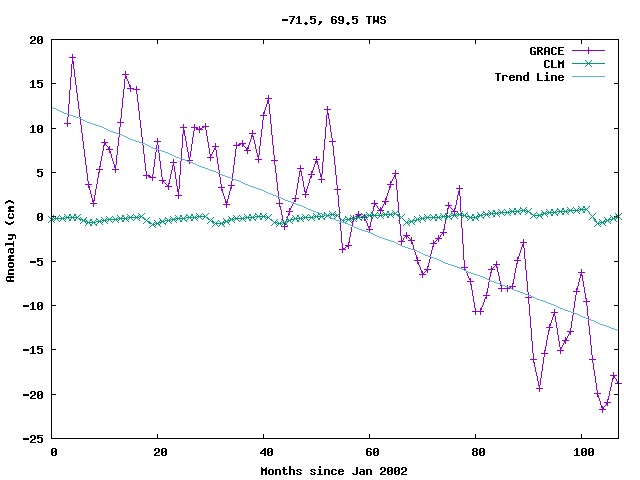 -71.5, 69.5 TWS
GRACE
CLM
Trend Line
20
15
10
5
0
-5
-10
-15
-20
-25
Anomaly (cm)
0 20 40 60 80 100
Months since Jan 2002